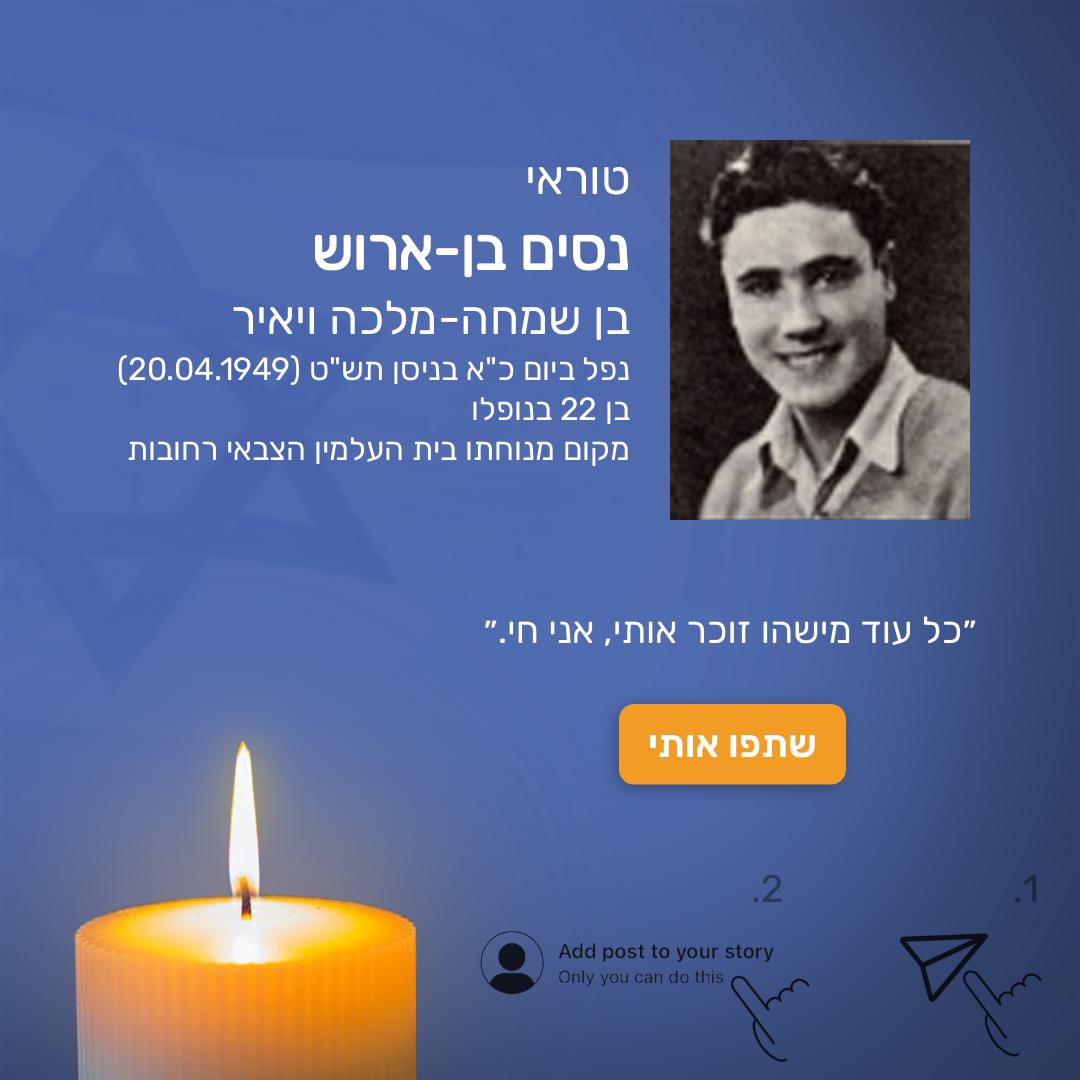 טוראי
נסים בן-ארוש
בן שמחה-מלכה ויאיר
נפל ביום כ"א בניסן תש"ט (20.04.1949)
בן 22 בנופלו
מקום מנוחתו בית העלמין הצבאי רחובות
״כל עוד מישהו זוכר אותי, אני חי.״
שתפו אותי
1.
2.
Add post to your story
Only you can do this